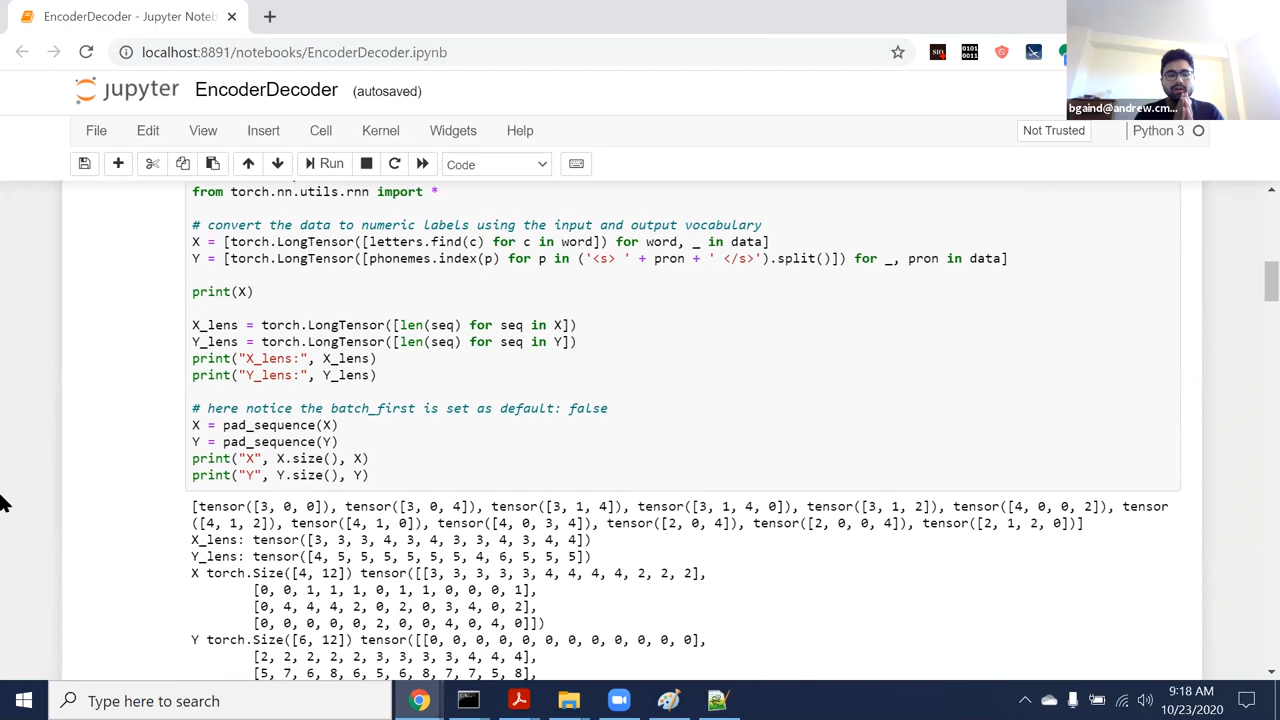 EncoderDecoder - Jupyter Noteb
localhost:8891/notebooks/EncoderDecoder.ipynb
jupyter EncoderDecoder (autosaved)
bgaind@andrew.cm...
File Edit View Insert Cell Kernel Widgets Help
Not Trusted Python 3
Run Code
from torch.nn.utils.rnn import *
# convert the data to numeric labels using the input and output vocabulary
X = [torch.LongTensor([letters.find(c) for c in word]) for word, _ in data]
Y = [torch.LongTensor([phonemes.index(p) for p in ('<s> ' + pron + ' </s>').split()]) for _, pron in data]
print(X)
X_lens = torch.LongTensor([len(seq) for seq in X])
Y_lens = torch.LongTensor([len(seq) for seq in Y])
print("X_lens:", X_lens)
print("Y_lens:", Y_lens)
# here notice the batch_first is set as default: false
X = pad_sequence(X)
Y = pad_sequence(Y)
print("X", X.size(), X)
print("Y", Y.size(), Y)
[tensor([3, 0, 0]), tensor([3, 0, 4]), tensor([3, 1, 4]), tensor([3, 1, 4, 0]), tensor([3, 1, 2]), tensor([4, 0, 0, 2]), tensor
([4, 1, 2]), tensor([4, 1, 0]), tensor([4, 0, 3, 4]), tensor([2, 0, 4]), tensor([2, 0, 0, 4]), tensor([2, 1, 2, 0])]
X_lens: tensor([3, 3, 3, 4, 3, 4, 3, 3, 4, 3, 4, 4])
Y_lens: tensor([4, 5, 5, 5, 5, 5, 5, 4, 6, 5, 5, 5])
X torch.Size([4, 12]) tensor([[3, 3, 3, 3, 3, 4, 4, 4, 4, 2, 2, 2],
[0, 0, 1, 1, 1, 0, 1, 1, 0, 0, 0, 1],
[0, 4, 4, 4, 2, 0, 2, 0, 3, 4, 0, 2],
[0, 0, 0, 0, 0, 2, 0, 0, 4, 0, 4, 0]])
Y torch.Size([6, 12]) tensor([[0, 0, 0, 0, 0, 0, 0, 0, 0, 0, 0, 0],
[2, 2, 2, 2, 2, 3, 3, 3, 3, 4, 4, 4],
[5, 7, 6, 8, 6, 5, 6, 8, 7, 7, 5, 8],
Type here to search
9:18 AM
10/23/2020